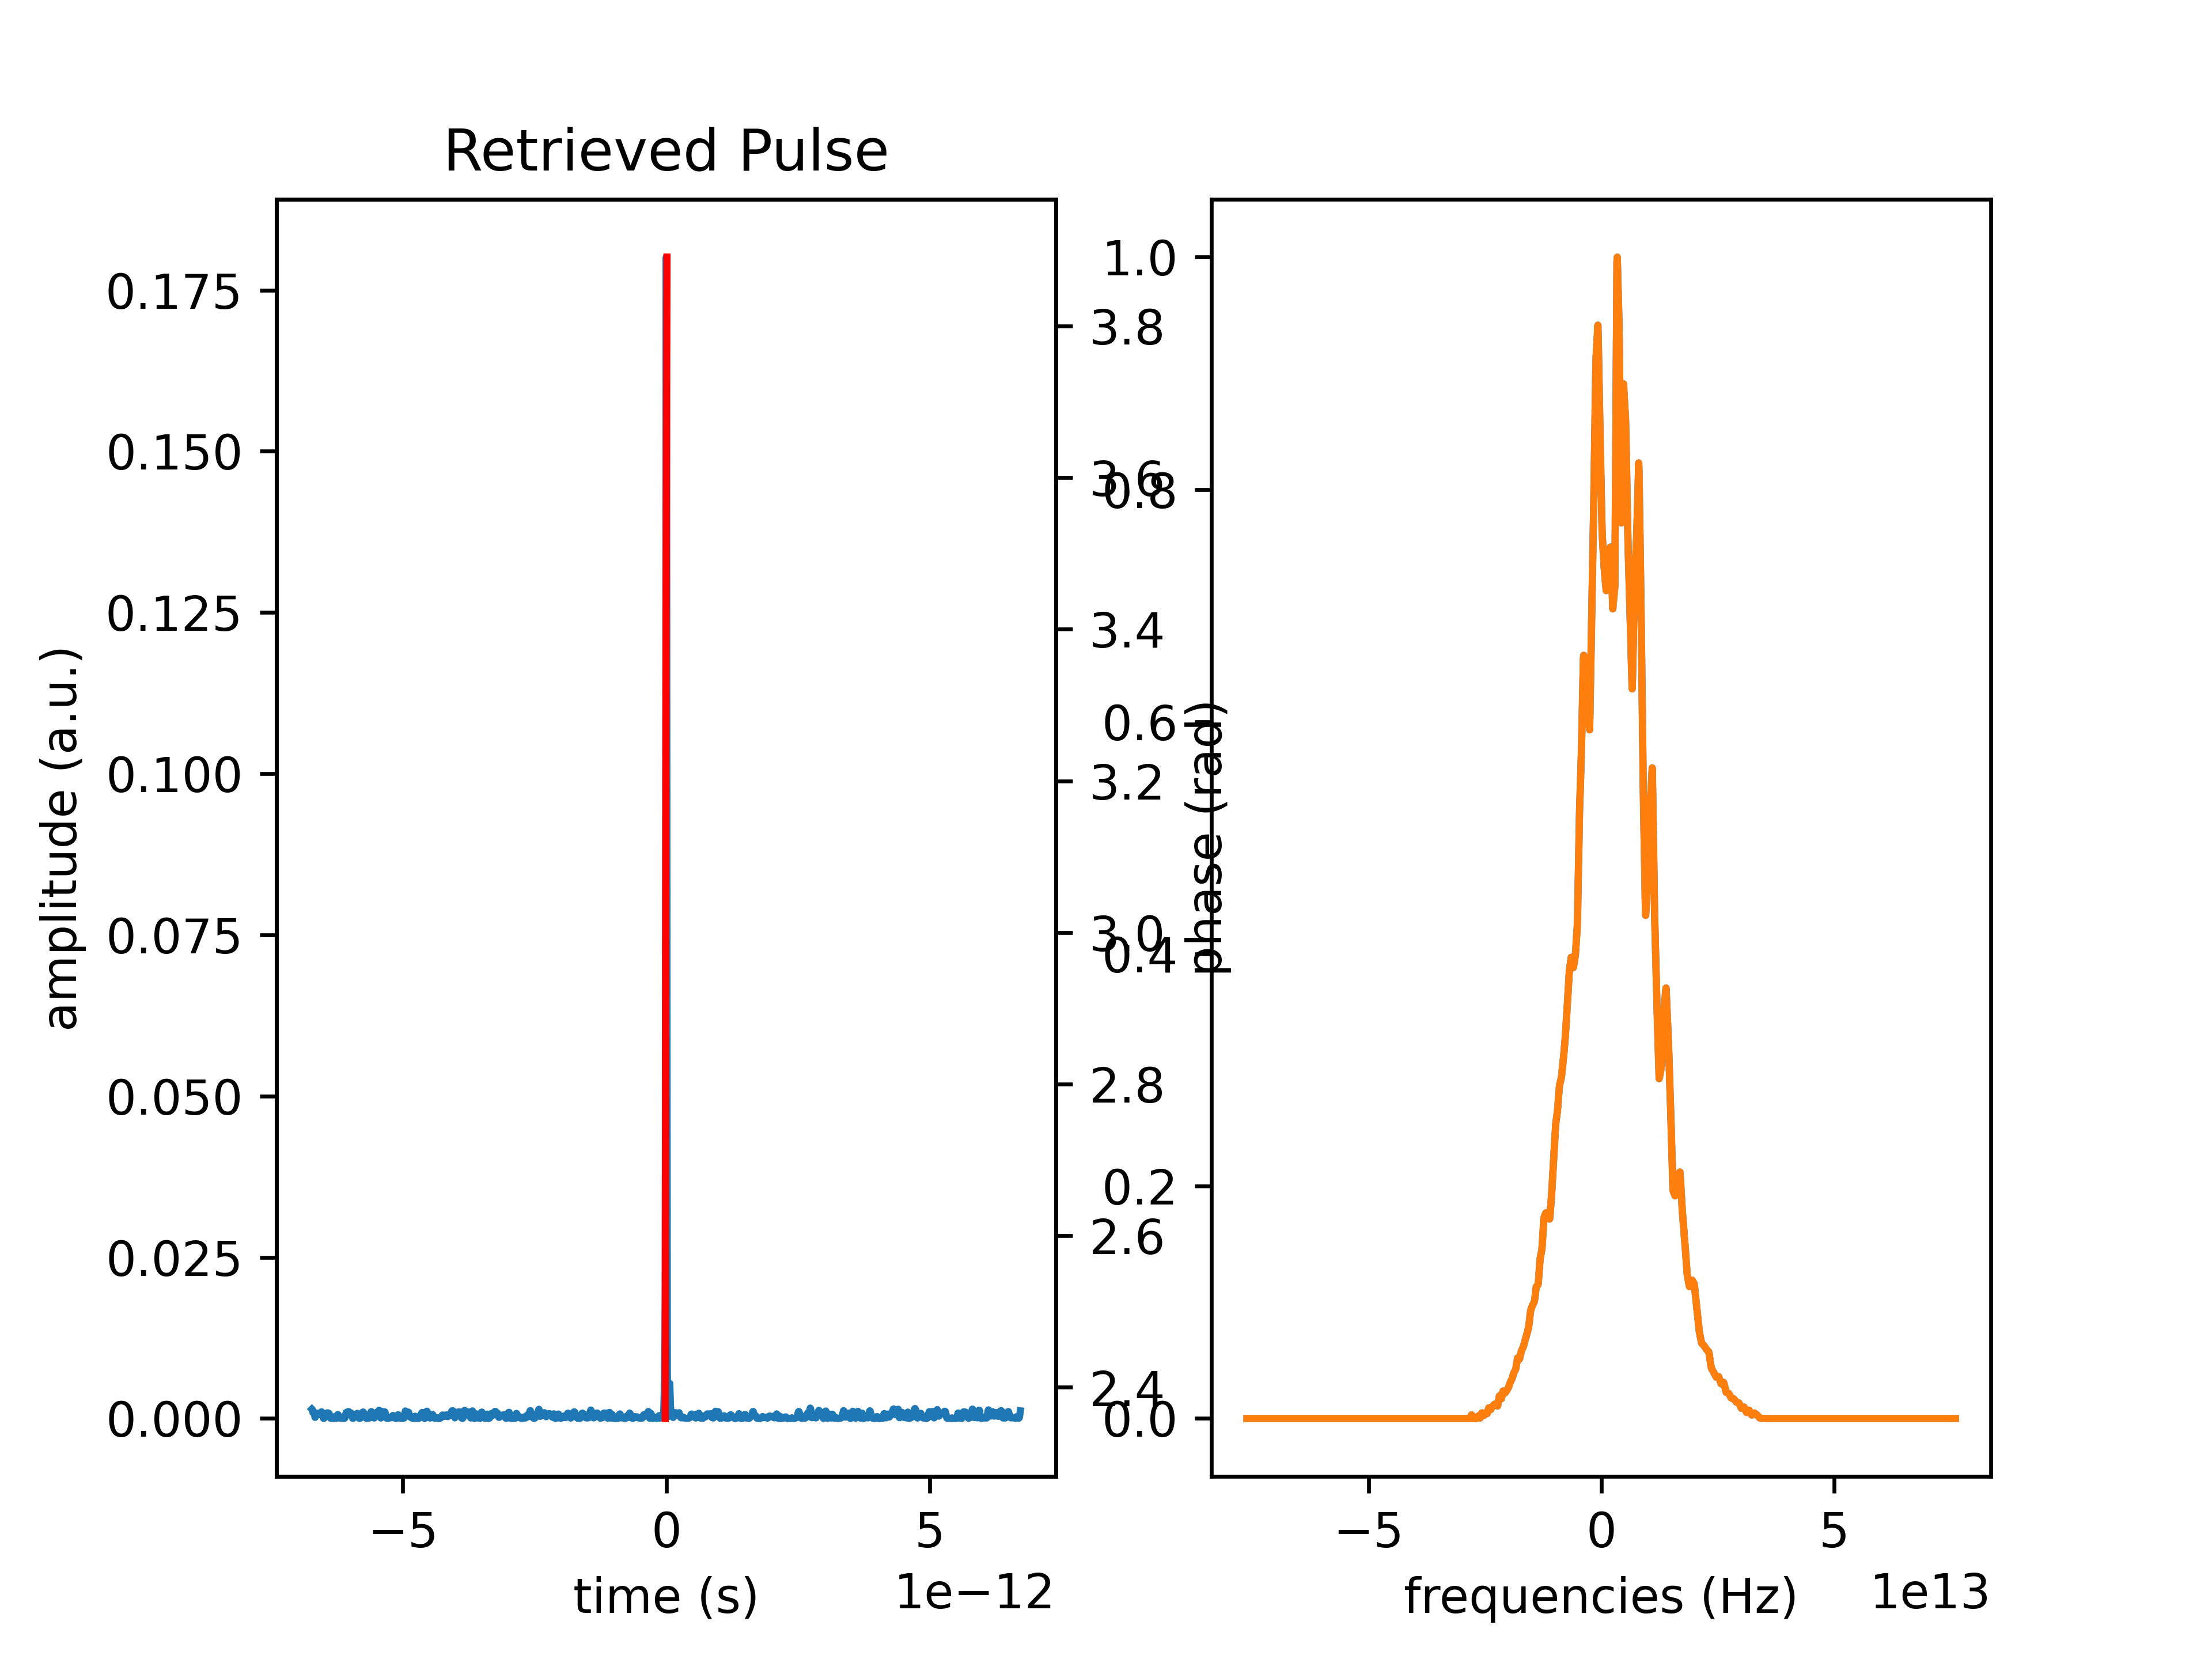 Retrieved Pulse
amplitude (a.u.)
0.175
0.150
0.125
0.100
0.075
0.050
0.025
0.000
−5 0 5
time (s)
1e−12
3.8
3.6
3.4
3.2
3.0
2.8
2.6
2.4
phase (rad)
1.0
0.8
0.6
0.4
0.2
0.0
−5 0 5
frequencies (Hz)
1e13